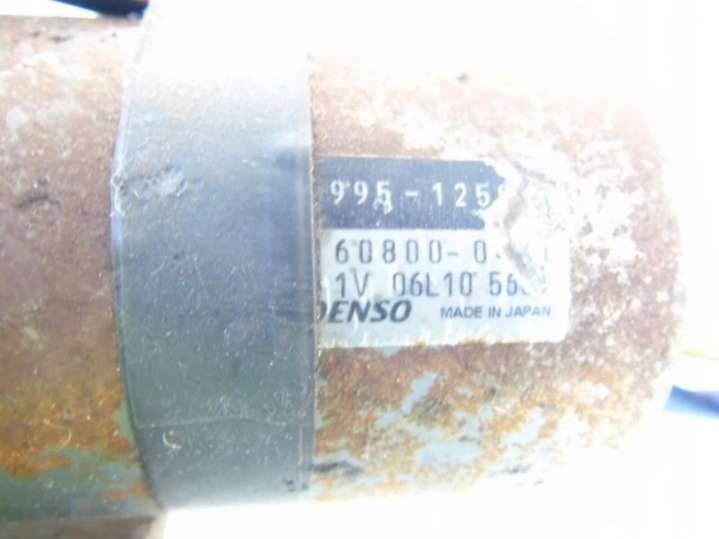 995-125
60800-0
1V 06L10 56
DENSO MADE IN JAPAN